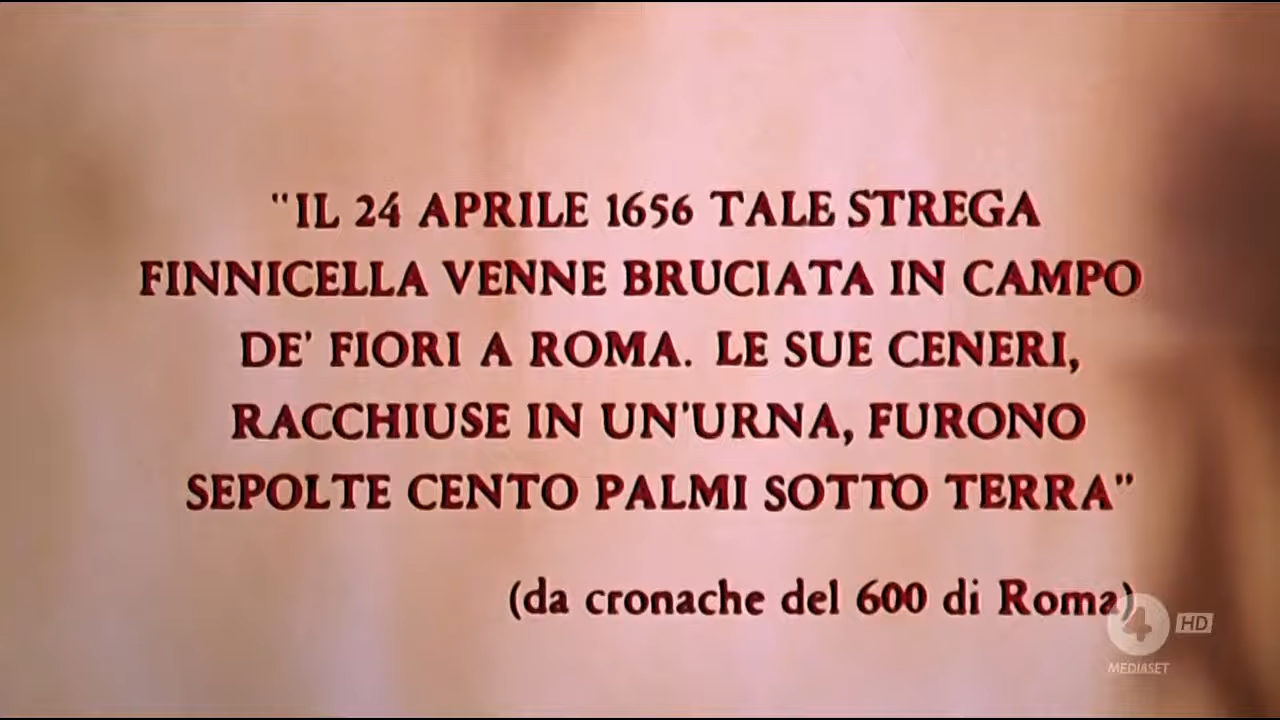 "IL 24 APRILE 1656 TALE STREGA
FINNICELLA VENNE BRUCIATA IN CAMPO
DE' FIORI A ROMA. LE SUE CENERI,
RACCHIUSE IN UN'URNA, FURONO
SEPOLTE CENTO PALMI SOTTO TERRA"
(da cronache del 600 di Roma)
4 HD
MEDIASET